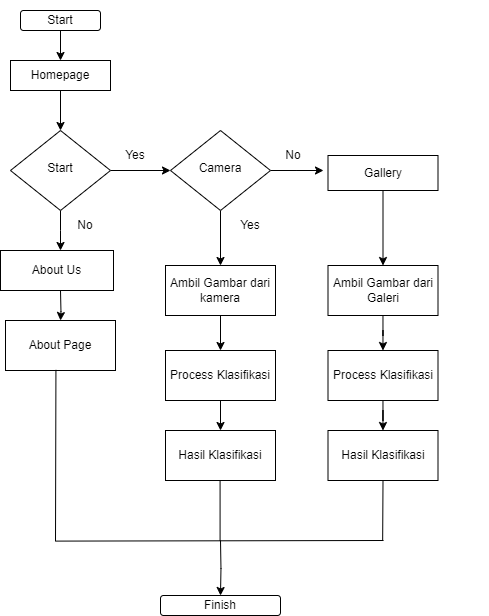 Start
Homepage
Start
Yes
Camera
No
Gallery
No
Yes
About Us
Ambil Gambar dari
kamera
Ambil Gambar dari
Galeri
About Page
Process Klasifikasi
Process Klasifikasi
Hasil Klasifikasi
Hasil Klasifikasi
Finish